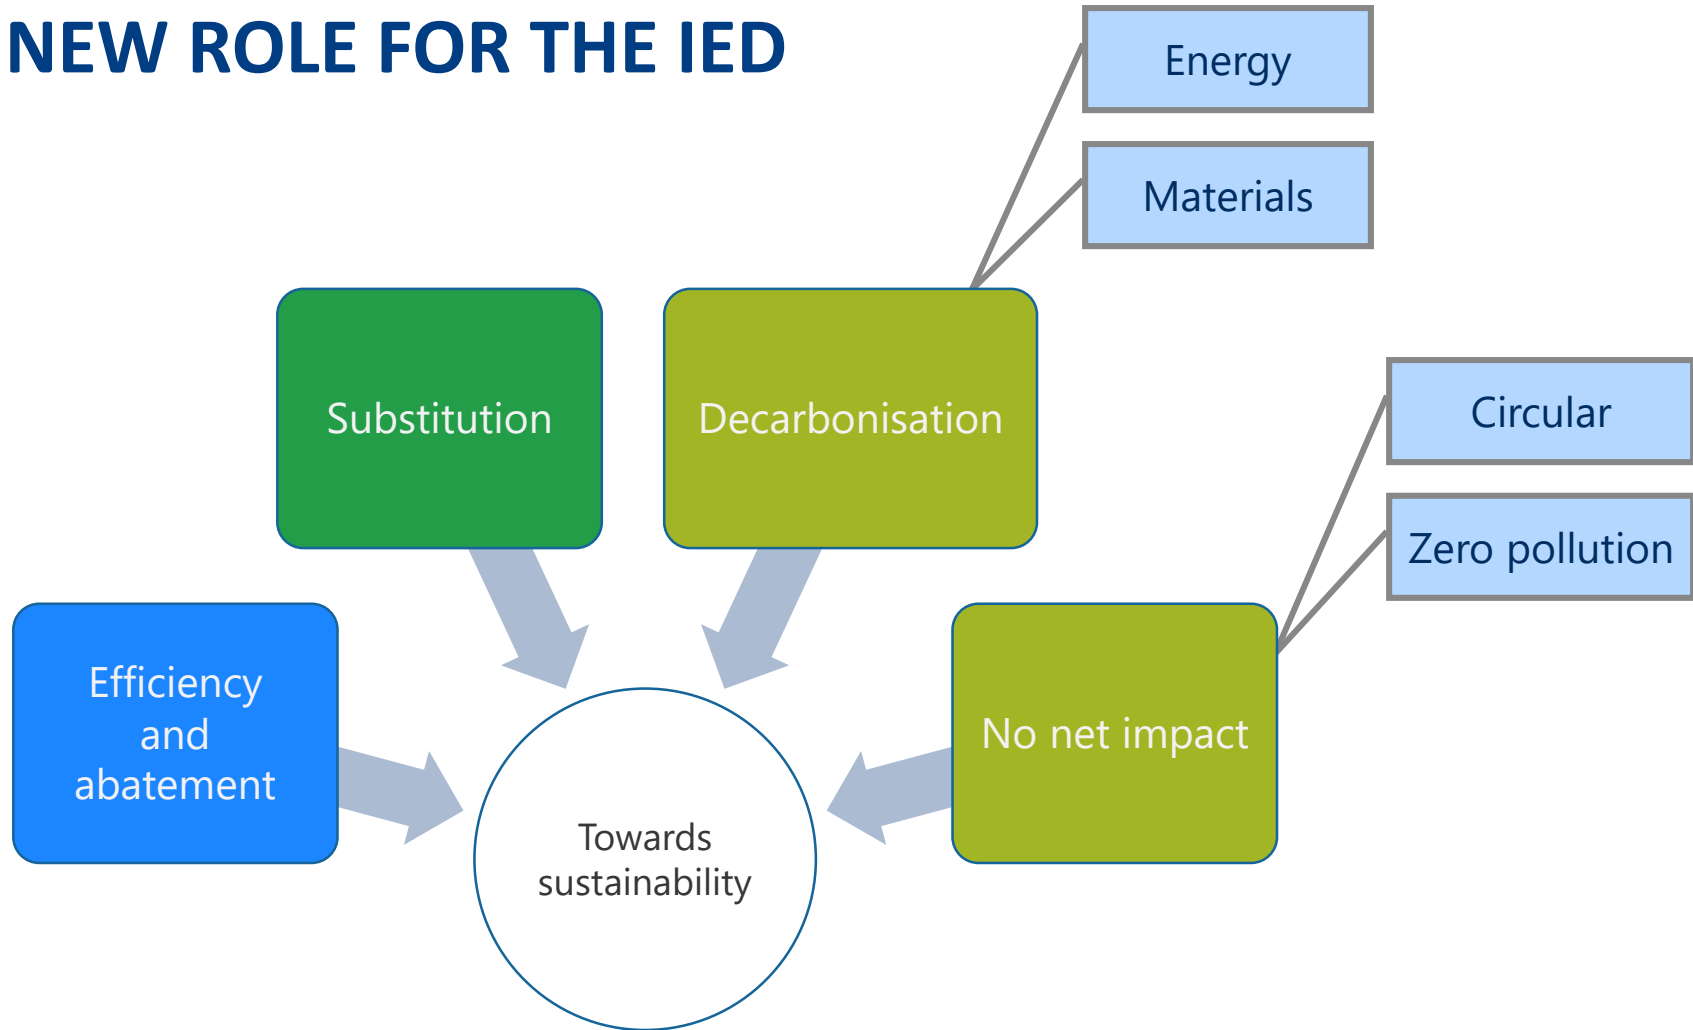 NEW ROLE FOR THE IED
Energy
Materials
Substitution
Decarbonisation
Circular
Zero pollution
Efficiency
and
abatement
No net impact
Towards
sustainability